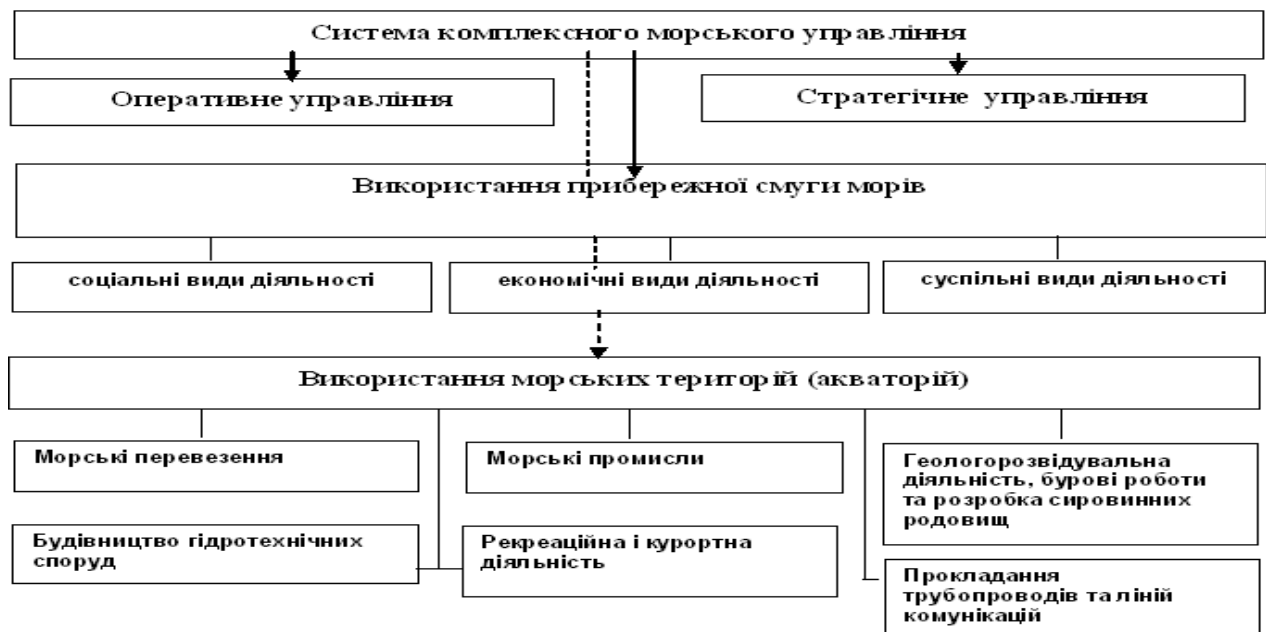 Система комплексного морського управління
Оперативне управління
Стратегічне управління
Використання прибережної смуги морів
соціальні види діяльності
економічні види діяльності
суспільні види діяльності
Використання морських територій (акваторій)
Морські перевезення
Морські промисли
Геологорозвідувальна
діяльність, бурові роботи
та розробка сировинних
родовищ
Будівництво гідротехнічних
споруд
Рекреаційна і курортна
діяльність
Прокладання
трубопроводів та ліній
комунікацій